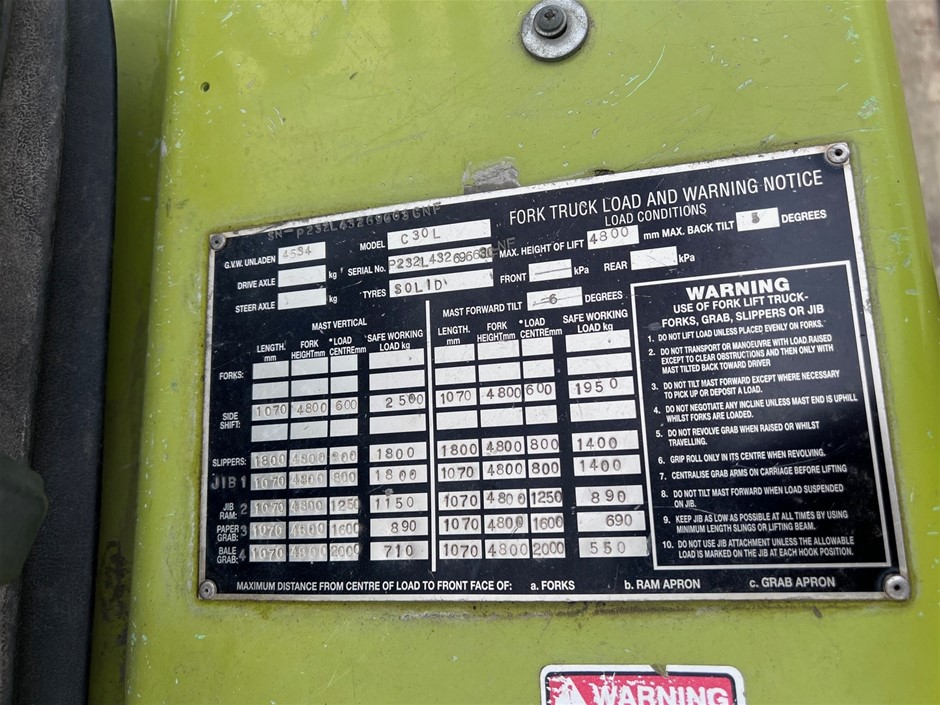 FORK TRUCK LOAD AND WARNING NOTICE
LOAD CONDITIONS
G.V.W. UNLADEN 4534 MODEL C30L MAX. HEIGHT OF LIFT 4800 mm MAX. BACK TILT 5 DEGREES
DRIVE AXLE kg SERIAL No. FRONT kPa REAR kPa
STEER AXLE kg TYRES SOLID
MAST VERTICAL MAST FORWARD TILT 6 DEGREES
LENGTH. mm FORK HEIGHTmm *LOAD CENTREmm SAFE WORKING LOAD kg LENGTH. mm FORK HEIGHTmm *LOAD CENTREmm SAFE WORKING LOAD kg
FORKS:
SIDE SHIFT: 1070 4800 600 2500 1070 4800 600 1950
SLIPPERS: 1800 4800 800 1800 1800 4800 800 1400
JIB 1 1070 4800 800 1800 1070 4800 800 1400
JIB RAM: 2 1070 4800 1250 1150 1070 4800 1250 890
PAPER GRAB: 3 1070 4800 1600 890 1070 4800 1600 690
BALE GRAB: 4 1070 4800 2000 710 1070 4800 2000 550
MAXIMUM DISTANCE FROM CENTRE OF LOAD TO FRONT FACE OF: a. FORKS b. RAM APRON c. GRAB APRON
WARNING
USE OF FORK LIFT TRUCK-
FORKS, GRAB, SLIPPERS OR JIB
1. DO NOT LIFT LOAD UNLESS PLACED EVENLY ON FORKS.
2. DO NOT TRANSPORT OR MANOEUVRE WITH LOAD RAISED
EXCEPT TO CLEAR OBSTRUCTIONS AND THEN ONLY WITH
MAST TILTED BACK TOWARD DRIVER
3. DO NOT TILT MAST FORWARD EXCEPT WHERE NECESSARY
TO PICK UP OR DEPOSIT A LOAD.
4. DO NOT NEGOTIATE ANY INCLINE UNLESS MAST END IS UPHILL
WHILST FORKS ARE LOADED.
5. DO NOT REVOLVE GRAB WHEN RAISED OR WHILST
TRAVELLING.
6. GRIP ROLL ONLY IN ITS CENTRE WHEN REVOLVING.
7. CENTRALISE GRAB ARMS ON CARRIAGE BEFORE LIFTING
8. DO NOT TILT MAST FORWARD WHEN LOAD SUSPENDED
ON JIB.
9. KEEP JIB AS LOW AS POSSIBLE AT ALL TIMES BY USING
MINIMUM LENGTH SLINGS OR LIFTING BEAM.
10. DO NOT USE JIB ATTACHMENT UNLESS THE ALLOWABLE
LOAD IS MARKED ON THE JIB AT EACH HOOK POSITION.
WARNING